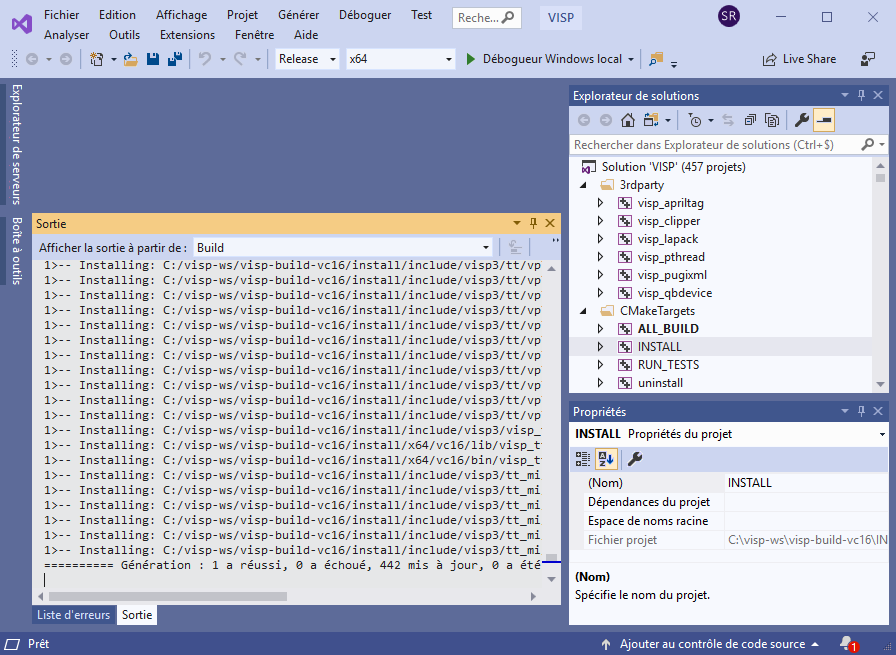 Fichier Edition Affichage Projet Générer Déboguer Test Reche... VISP SR
Analyser Outils Extensions Fenêtre Aide
Release x64 Débogueur Windows local Live Share
Explorateur de serveurs
Boîte à outils
Sortie
Afficher la sortie à partir de : Build
1>-- Installing: C:/visp-ws/visp-build-vc16/install/include/visp3/tt/vp
1>-- Installing: C:/visp-ws/visp-build-vc16/install/include/visp3/tt/vp
1>-- Installing: C:/visp-ws/visp-build-vc16/install/include/visp3/tt/vp
1>-- Installing: C:/visp-ws/visp-build-vc16/install/include/visp3/tt/vp
1>-- Installing: C:/visp-ws/visp-build-vc16/install/include/visp3/tt/vp
1>-- Installing: C:/visp-ws/visp-build-vc16/install/include/visp3/tt/vp
1>-- Installing: C:/visp-ws/visp-build-vc16/install/include/visp3/tt/vp
1>-- Installing: C:/visp-ws/visp-build-vc16/install/include/visp3/tt/vp
1>-- Installing: C:/visp-ws/visp-build-vc16/install/include/visp3/tt/vp
1>-- Installing: C:/visp-ws/visp-build-vc16/install/include/visp3/tt/vp
1>-- Installing: C:/visp-ws/visp-build-vc16/install/include/visp3/tt/vp
1>-- Installing: C:/visp-ws/visp-build-vc16/install/include/visp3/visp_
1>-- Installing: C:/visp-ws/visp-build-vc16/install/x64/vc16/lib/visp_t
1>-- Installing: C:/visp-ws/visp-build-vc16/install/x64/vc16/bin/visp_t
1>-- Installing: C:/visp-ws/visp-build-vc16/install/include/visp3/tt_mi
1>-- Installing: C:/visp-ws/visp-build-vc16/install/include/visp3/tt_mi
1>-- Installing: C:/visp-ws/visp-build-vc16/install/include/visp3/tt_mi
1>-- Installing: C:/visp-ws/visp-build-vc16/install/include/visp3/tt_mi
1>-- Installing: C:/visp-ws/visp-build-vc16/install/include/visp3/tt_mi
1>-- Installing: C:/visp-ws/visp-build-vc16/install/include/visp3/tt_mi
========== Génération : 1 a réussi, 0 a échoué, 442 mis à jour, 0 a été
Liste d'erreurs Sortie
Explorateur de solutions
Rechercher dans Explorateur de solutions (Ctrl+$)
Solution 'VISP' (457 projets)
3rdparty
visp_apriltag
visp_clipper
visp_lapack
visp_pthread
visp_pugixml
visp_qbdevice
CMakeTargets
ALL_BUILD
INSTALL
RUN_TESTS
uninstall
Propriétés
INSTALL Propriétés du projet
(Nom) INSTALL
Dépendances du projet
Espace de noms racine
Fichier projet C:\visp-ws\visp-build-vc16\IN
(Nom)
Spécifie le nom du projet.
Prêt Ajouter au contrôle de code source 1